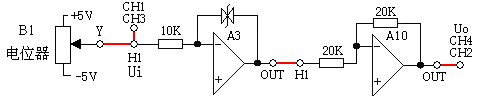 B1
电位器
+5V
-5V
Y
CH1
CH3
H1
Ui
10K
A3
OUT
H1
20K
20K
A10
OUT
Uo
CH4
CH2